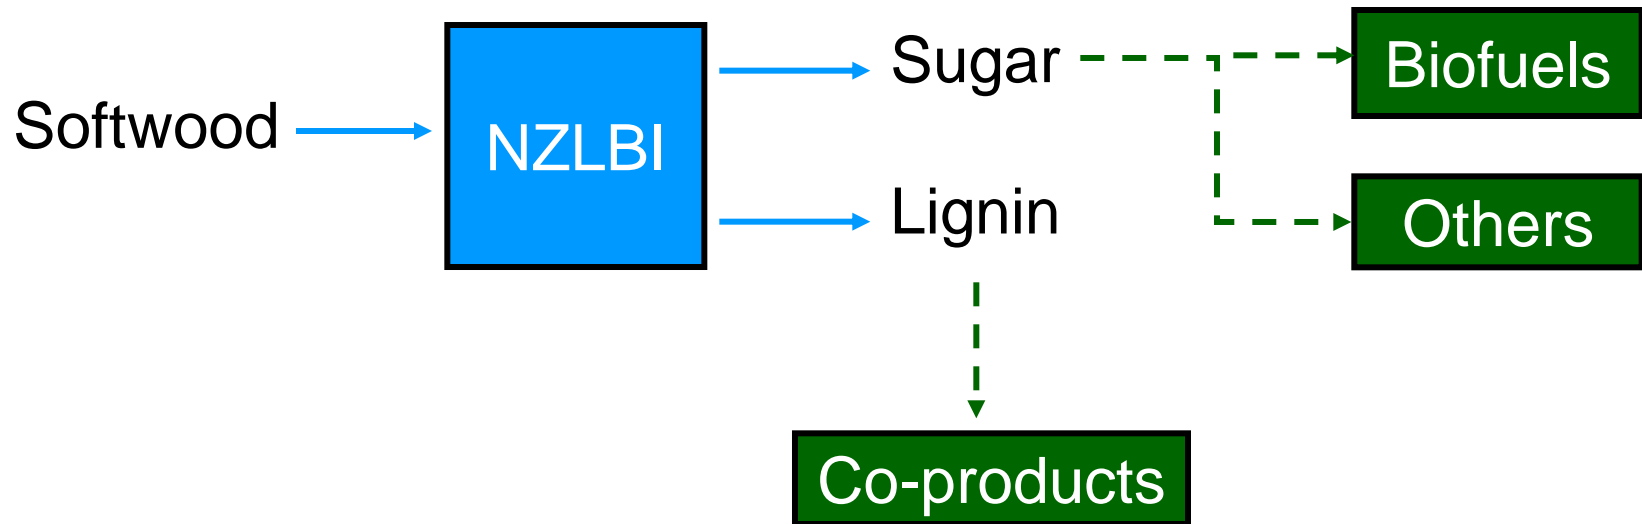 Softwood
NZLBI
Sugar
Lignin
Biofuels
Others
Co-products